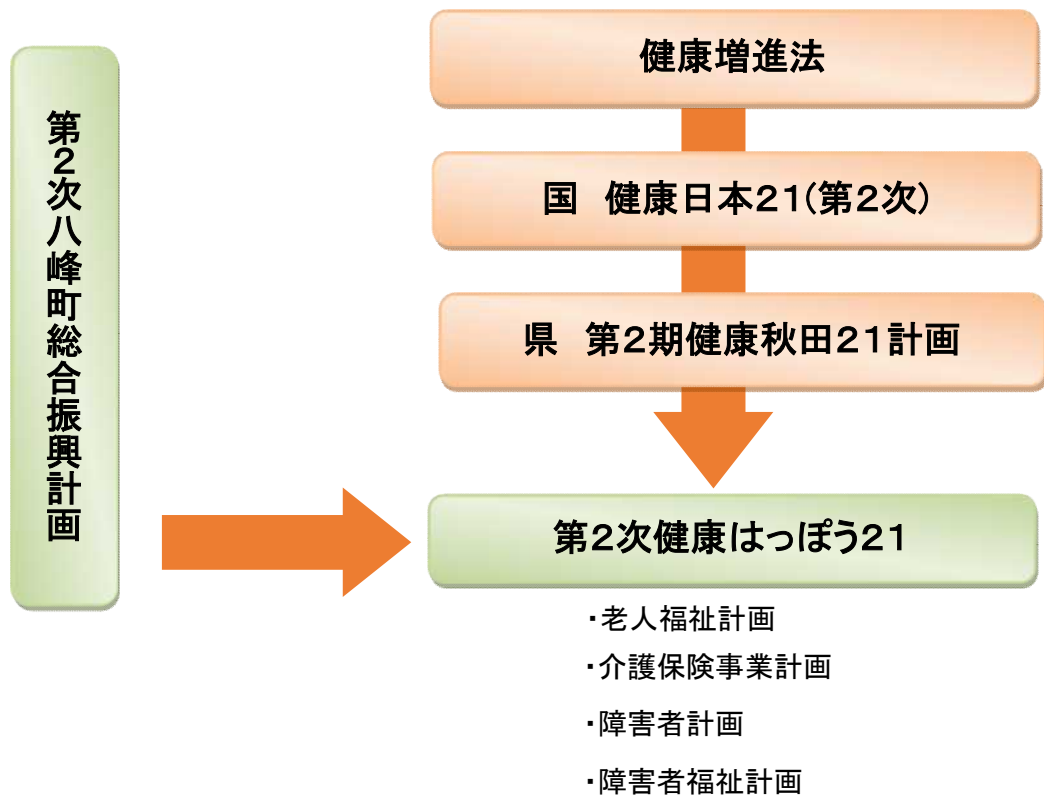 第２次八峰町総合振興計画
健康増進法
国　健康日本２１(第２次)
県　第２期健康秋田２１計画
第２次健康はっぽう２１
・老人福祉計画
・介護保険事業計画
・障害者計画
・障害者福祉計画